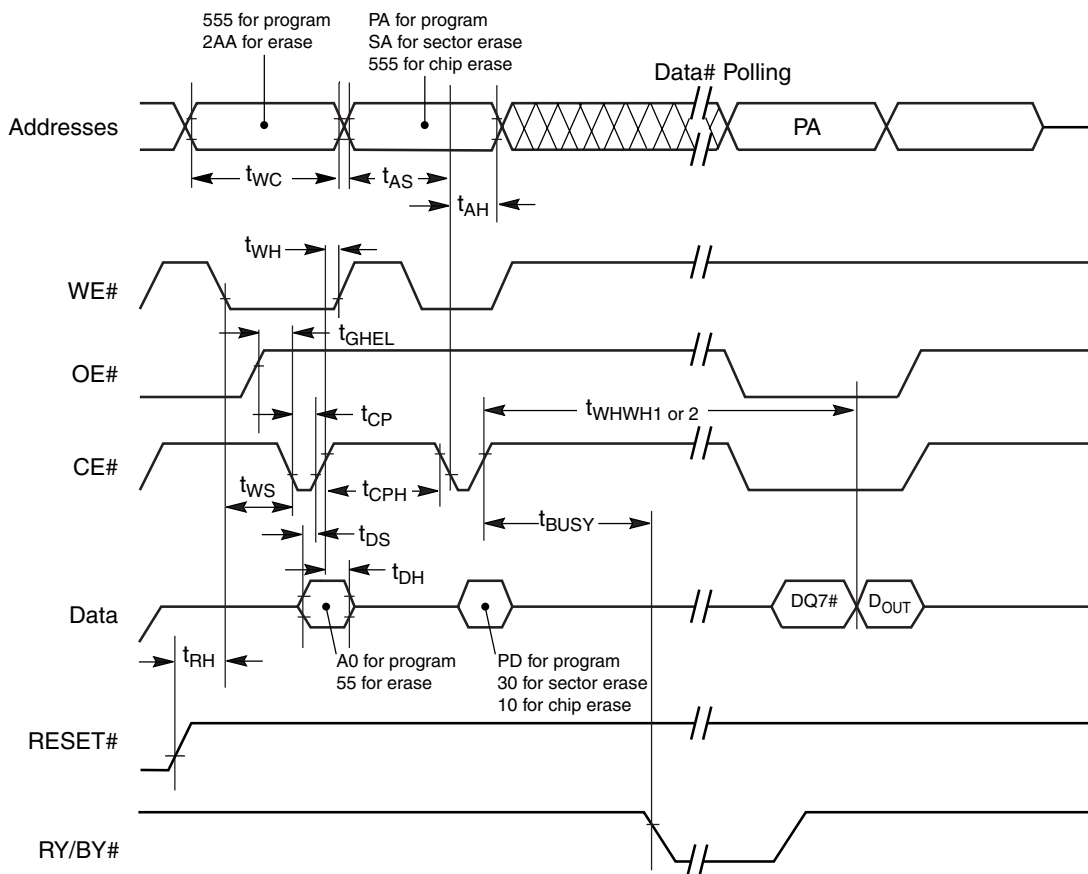 555 for program
2AA for erase
PA for program
SA for sector erase
555 for chip erase
Data# Polling
Addresses
PA
tWC
tAS
tAH
tWH
WE#
tGHEL
OE#
tWHWH1 or 2
tCP
CE#
tWS
tCPH
tBUSY
tDS
tDH
Data
DQ7#
DOUT
tRH
A0 for program
55 for erase
PD for program
30 for sector erase
10 for chip erase
RESET#
RY/BY#